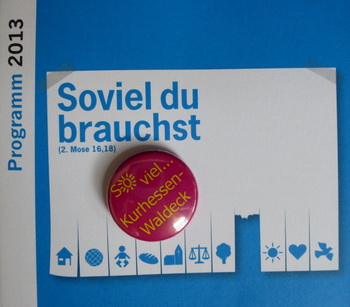 Programm 2013
Soviel du
brauchst
(2. Mose 16,18)
So viel...
Kurhessen-
Waldeck